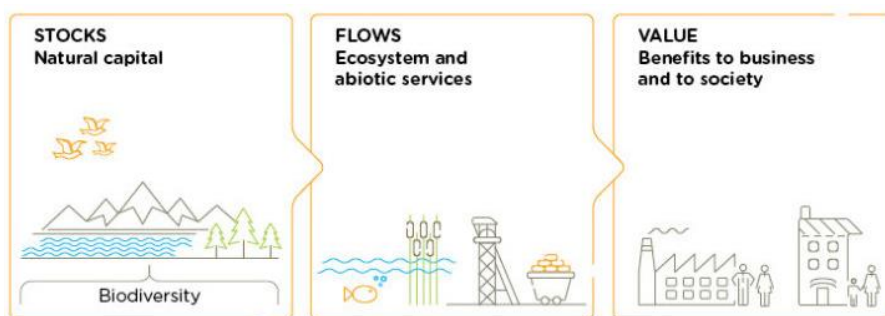 STOCKS
Natural capital
Biodiversity
FLOWS
Ecosystem and
abiotic services
VALUE
Benefits to business
and to society